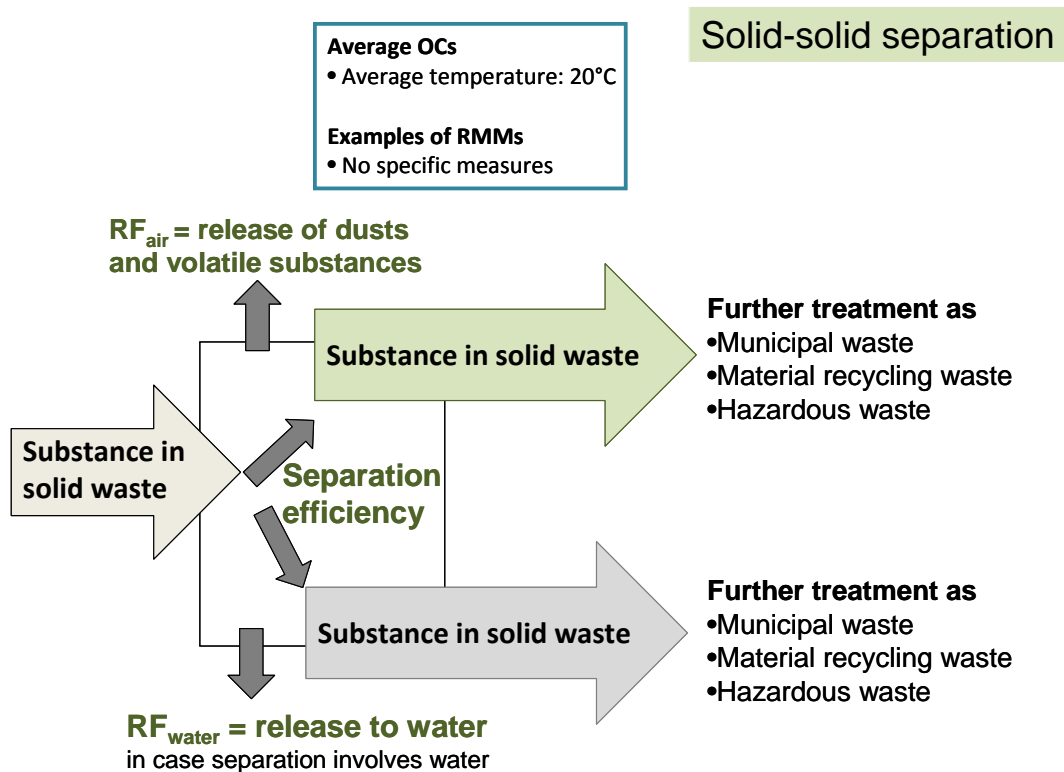 Solid-solid separation
Average OCs
• Average temperature: 20°C
Examples of RMMs
• No specific measures
RFair = release of dusts
and volatile substances
Substance in solid waste
Further treatment as
•Municipal waste
•Material recycling waste
•Hazardous waste
Substance in
solid waste
Separation
efficiency
Substance in solid waste
Further treatment as
•Municipal waste
•Material recycling waste
•Hazardous waste
RFwater = release to water
in case separation involves water